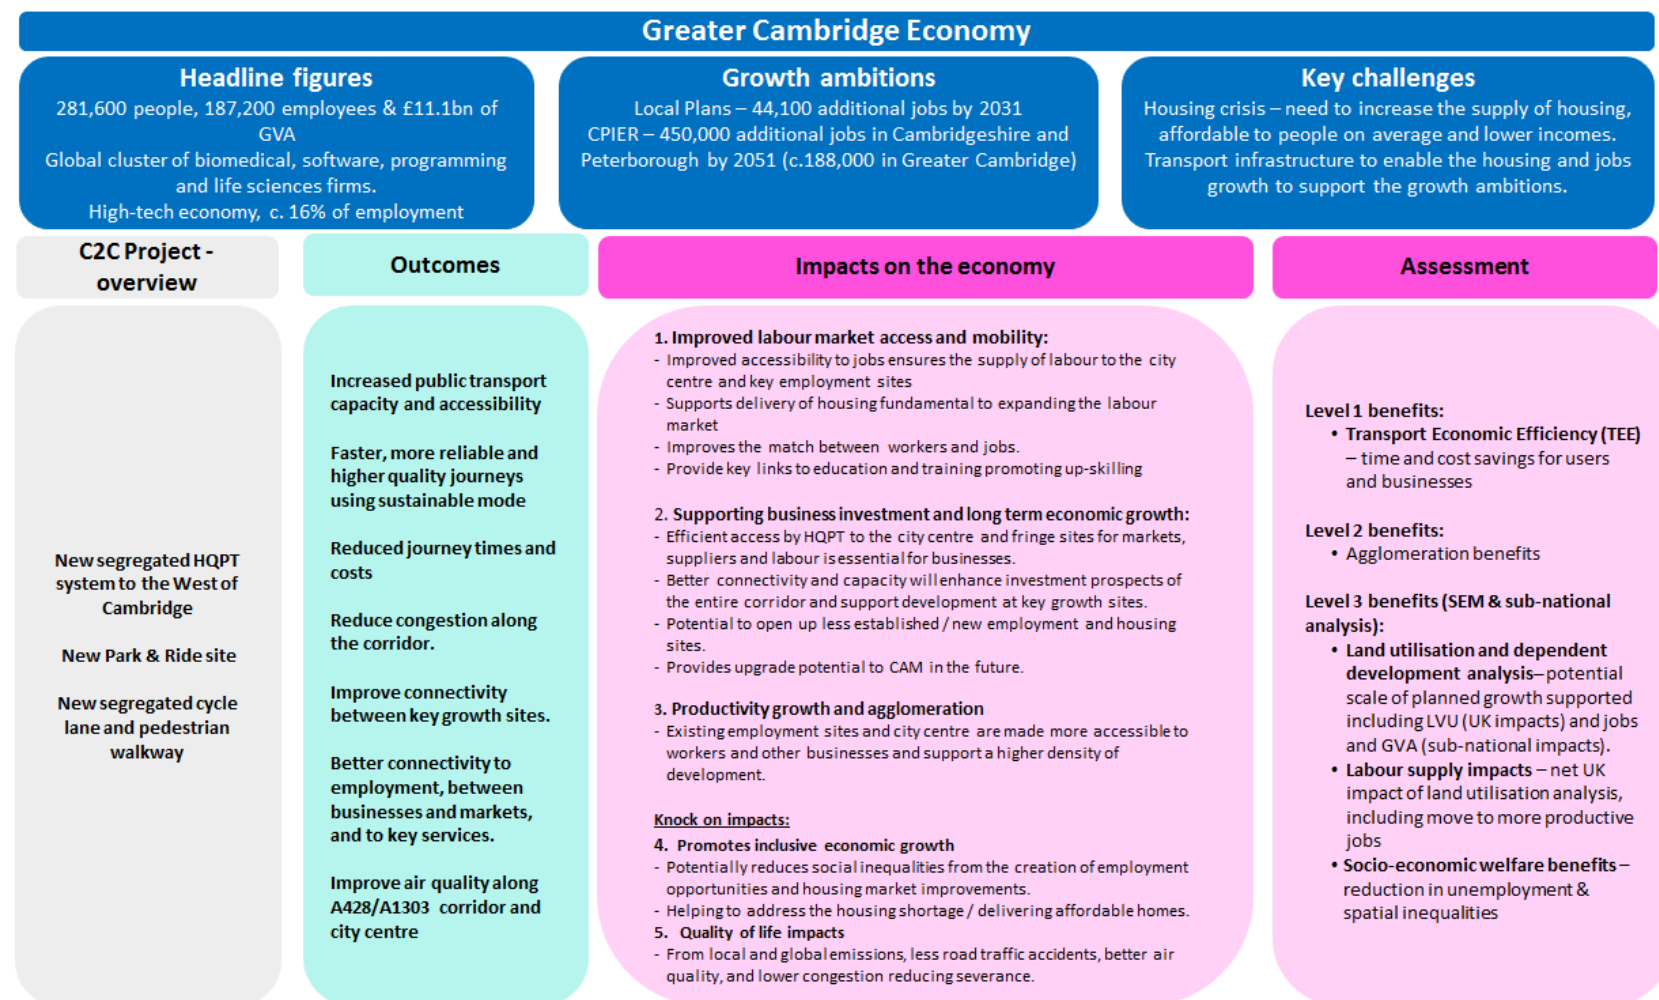 Greater Cambridge Economy
Headline figures
281,600 people, 187,200 employees & £11.1bn of
GVA
Global cluster of biomedical, software, programming
and life sciences firms.
High-tech economy, c. 16% of employment
Growth ambitions
Local Plans – 44,100 additional jobs by 2031
CPIER – 450,000 additional jobs in Cambridgeshire and
Peterborough by 2051 (c.188,000 in Greater Cambridge)
Key challenges
Housing crisis – need to increase the supply of housing,
affordable to people on average and lower incomes.
Transport infrastructure to enable the housing and jobs
growth to support the growth ambitions.
C2C Project -
overview
New segregated HQPT
system to the West of
Cambridge
New Park & Ride site
New segregated cycle
lane and pedestrian
walkway
Outcomes
Increased public transport
capacity and accessibility
Faster, more reliable and
higher quality journeys
using sustainable mode
Reduced journey times and
costs
Reduce congestion along
the corridor.
Improve connectivity
between key growth sites.
Better connectivity to
employment, between
businesses and markets,
and to key services.
Improve air quality along
A428/A1303 corridor and
city centre
Impacts on the economy
1. Improved labour market access and mobility:
- Improved accessibility to jobs ensures the supply of labour to the city
centre and key employment sites
- Supports delivery of housing fundamental to expanding the labour
market
- Improves the match between workers and jobs.
- Provide key links to education and training promoting up-skilling
2. Supporting business investment and long term economic growth:
- Efficient access by HQPT to the city centre and fringe sites for markets,
suppliers and labour is essential for businesses.
- Better connectivity and capacity will enhance investment prospects of
the entire corridor and support development at key growth sites.
- Potential to open up less established / new employment and housing
sites.
- Provides upgrade potential to CAM in the future.
3. Productivity growth and agglomeration
- Existing employment sites and city centre are made more accessible to
workers and other businesses and support a higher density of
development.
Knock on impacts:
4. Promotes inclusive economic growth
- Potentially reduces social inequalities from the creation of employment
opportunities and housing market improvements.
- Helping to address the housing shortage / delivering affordable homes.
5. Quality of life impacts
- From local and global emissions, less road traffic accidents, better air
quality, and lower congestion reducing severance.
Assessment
Level 1 benefits:
• Transport Economic Efficiency (TEE)
– time and cost savings for users
and businesses
Level 2 benefits:
• Agglomeration benefits
Level 3 benefits (SEM & sub-national
analysis):
• Land utilisation and dependent
development analysis– potential
scale of planned growth supported
including LVU (UK impacts) and jobs
and GVA (sub-national impacts).
• Labour supply impacts – net UK
impact of land utilisation analysis,
including move to more productive
jobs
• Socio-economic welfare benefits –
reduction in unemployment &
spatial inequalities